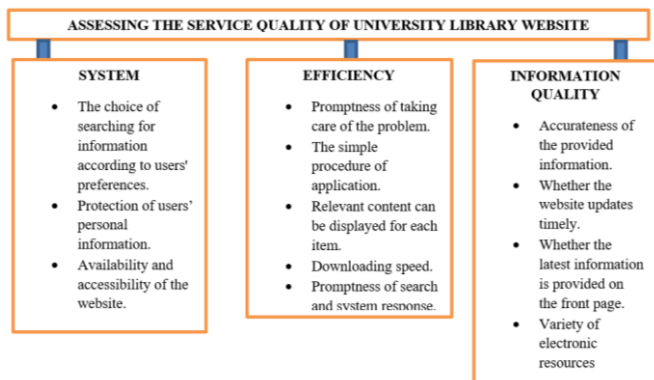 ASSESSING THE SERVICE QUALITY OF UNIVERSITY LIBRARY WEBSITE
SYSTEM
• The choice of
searching for
information
according to users'
preferences.
• Protection of users’
personal
information.
• Availability and
accessibility of the
website.
EFFICIENCY
• Promptness of taking
care of the problem.
• The simple
procedure of
application.
• Relevant content can
be displayed for each
item.
• Downloading speed.
• Promptness of search
and system response.
INFORMATION
QUALITY
• Accurateness of
the provided
information.
• Whether the
website updates
timely.
• Whether the
latest information
is provided on
the front page.
• Variety of
electronic
resources